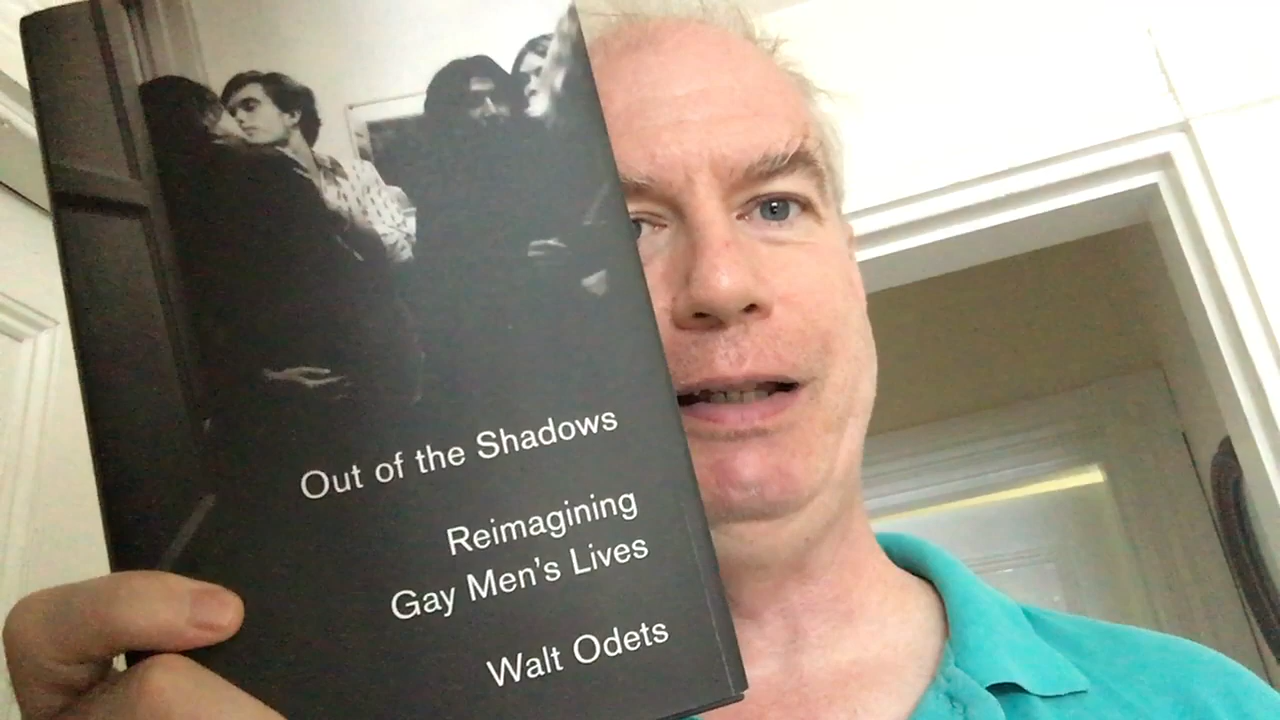 Out of the Shadows
Reimagining
Gay Men's Lives
Walt Odets